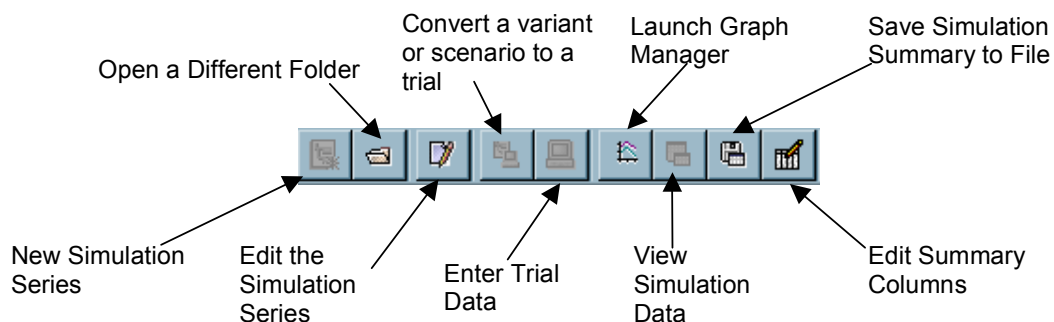 Convert a variant
or scenario to a
trial
Launch Graph
Manager
Save Simulation
Summary to File
Open a Different Folder
New Simulation
Series
Edit the
Simulation
Series
Enter Trial
Data
View
Simulation
Data
Edit Summary
Columns